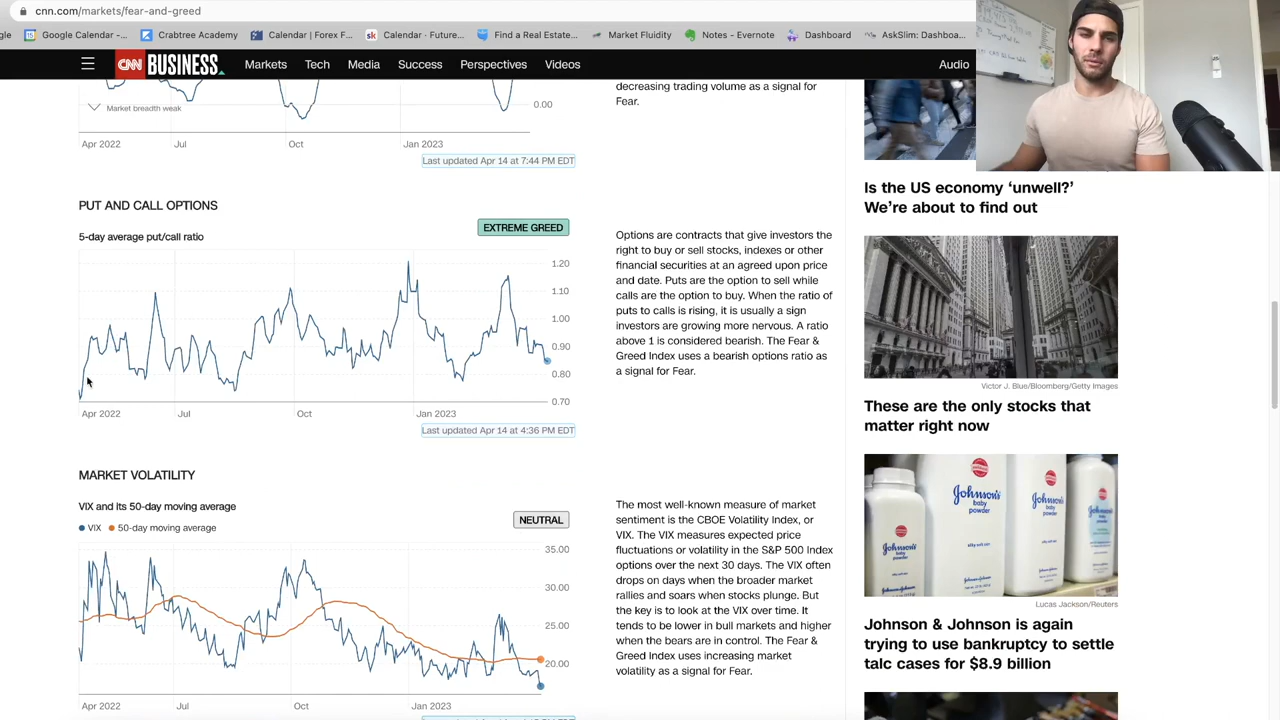 cnn.com/markets/fear-and-greed
gle
Google Calendar -...
Crabtree Academy
Calendar | Forex F...
Calendar - Future...
Find a Real Estate...
Market Fluidity
Notes - Evernote
Dashboard
AskSlim: Dashboa...
CNN BUSINESS
Markets
Tech
Media
Success
Perspectives
Videos
Audio
Market breadth weak
0.00
Apr 2022
Jul
Oct
Jan 2023
Last updated Apr 14 at 7:44 PM EDT
decreasing trading volume as a signal for
Fear.
PUT AND CALL OPTIONS
EXTREME GREED
5-day average put/call ratio
1.20
1.10
1.00
0.90
0.80
0.70
Apr 2022
Jul
Oct
Jan 2023
Last updated Apr 14 at 4:36 PM EDT
Options are contracts that give investors the
right to buy or sell stocks, indexes or other
financial securities at an agreed upon price
and date. Puts are the option to sell while
calls are the option to buy. When the ratio of
puts to calls is rising, it is usually a sign
investors are growing more nervous. A ratio
above 1 is considered bearish. The Fear &
Greed Index uses a bearish options ratio as
a signal for Fear.
MARKET VOLATILITY
VIX and its 50-day moving average
NEUTRAL
VIX
50-day moving average
35.00
30.00
25.00
20.00
Apr 2022
Jul
Oct
Jan 2023
The most well-known measure of market
sentiment is the CBOE Volatility Index, or
VIX. The VIX measures expected price
fluctuations or volatility in the S&P 500 Index
options over the next 30 days. The VIX often
drops on days when the broader market
rallies and soars when stocks plunge. But
the key is to look at the VIX over time. It
tends to be lower in bull markets and higher
when the bears are in control. The Fear &
Greed Index uses increasing market
volatility as a signal for Fear.
Is the US economy ‘unwell?’
We’re about to find out
Victor J. Blue/Bloomberg/Getty Images
These are the only stocks that
matter right now
Johnson's
baby
powder
Johnson's
baby
powder
Johnson's
baby
powder
Johnson's
baby
powder
Lucas Jackson/Reuters
Johnson & Johnson is again
trying to use bankruptcy to settle
talc cases for $8.9 billion